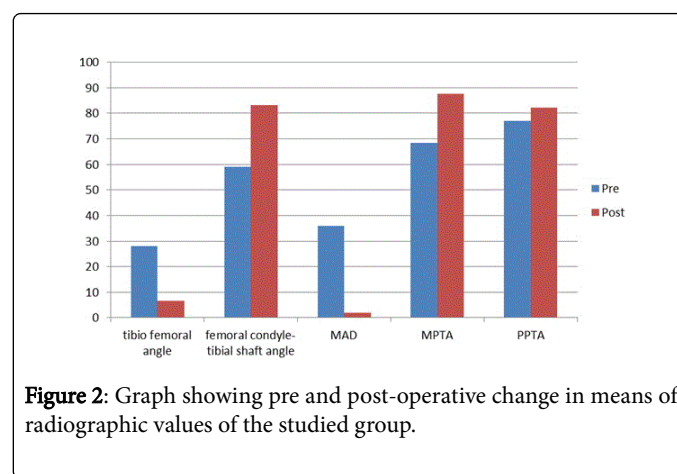 100
90
80
70
60
50
40
30
20
10
0
tibio femoral
angle
femoral condyle-
tibial shaft angle
MAD
MPTA
PPTA
Pre
Post
Figure 2: Graph showing pre and post-operative change in means of
radiographic values of the studied group.